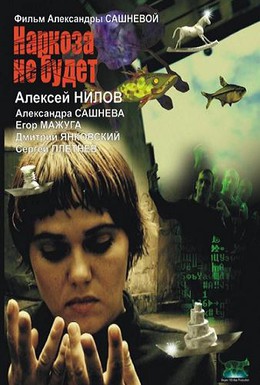 Фильм Александры САШНЕВОЙ
Наркоза
не будет
Алексей НИЛОВ
Александра САШНЕВА
Егор МАЖУГА
Дмитрий ЯНКОВСКИЙ
Сергей ПЛЕТНЕВ